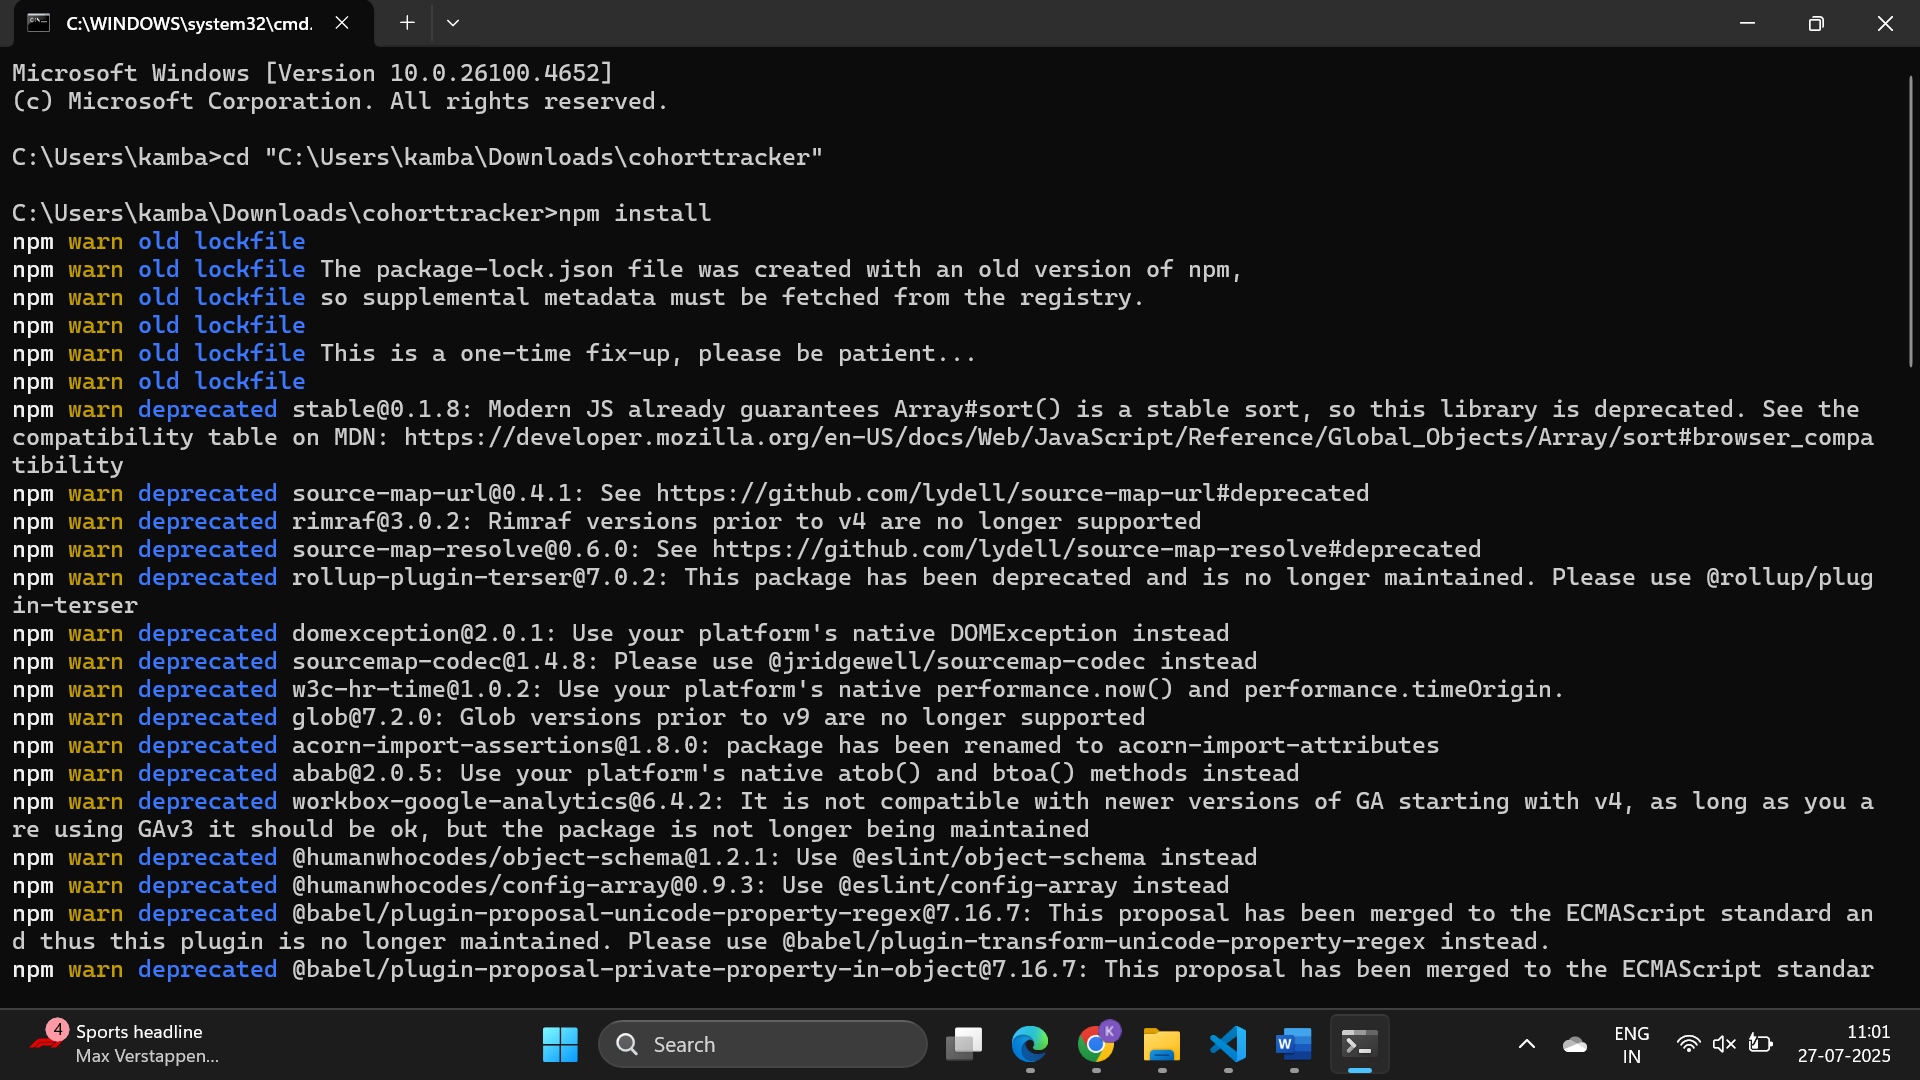 C:\WINDOWS\system32\cmd.
Microsoft Windows [Version 10.0.26100.4652]
(c) Microsoft Corporation. All rights reserved.
C:\Users\kamba>cd "C:\Users\kamba\Downloads\cohorttracker"
C:\Users\kamba\Downloads\cohorttracker>npm install
npm warn old lockfile
npm warn old lockfile The package-lock.json file was created with an old version of npm,
npm warn old lockfile so supplemental metadata must be fetched from the registry.
npm warn old lockfile
npm warn old lockfile This is a one-time fix-up, please be patient...
npm warn old lockfile
npm warn deprecated stable@0.1.8: Modern JS already guarantees Array#sort() is a stable sort, so this library is deprecated. See the
compatibility table on MDN: https://developer.mozilla.org/en-US/docs/Web/JavaScript/Reference/Global_Objects/Array/sort#browser_compa
tibility
npm warn deprecated source-map-url@0.4.1: See https://github.com/lydell/source-map-url#deprecated
npm warn deprecated rimraf@3.0.2: Rimraf versions prior to v4 are no longer supported
npm warn deprecated source-map-resolve@0.6.0: See https://github.com/lydell/source-map-resolve#deprecated
npm warn deprecated rollup-plugin-terser@7.0.2: This package has been deprecated and is no longer maintained. Please use @rollup/plug
in-terser
npm warn deprecated domexception@2.0.1: Use your platform's native DOMException instead
npm warn deprecated sourcemap-codec@1.4.8: Please use @jridgewell/sourcemap-codec instead
npm warn deprecated w3c-hr-time@1.0.2: Use your platform's native performance.now() and performance.timeOrigin.
npm warn deprecated glob@7.2.0: Glob versions prior to v9 are no longer supported
npm warn deprecated acorn-import-assertions@1.8.0: package has been renamed to acorn-import-attributes
npm warn deprecated abab@2.0.5: Use your platform's native atob() and btoa() methods instead
npm warn deprecated workbox-google-analytics@6.4.2: It is not compatible with newer versions of GA starting with v4, as long as you a
re using GAv3 it should be ok, but the package is not longer being maintained
npm warn deprecated @humanwhocodes/object-schema@1.2.1: Use @eslint/object-schema instead
npm warn deprecated @humanwhocodes/config-array@0.9.3: Use @eslint/config-array instead
npm warn deprecated @babel/plugin-proposal-unicode-property-regex@7.16.7: This proposal has been merged to the ECMAScript standard an
d thus this plugin is no longer maintained. Please use @babel/plugin-transform-unicode-property-regex instead.
npm warn deprecated @babel/plugin-proposal-private-property-in-object@7.16.7: This proposal has been merged to the ECMAScript standar
4
Sports headline
Max Verstappen...
Search
K
W
ENG
IN
11:01
27-07-2025